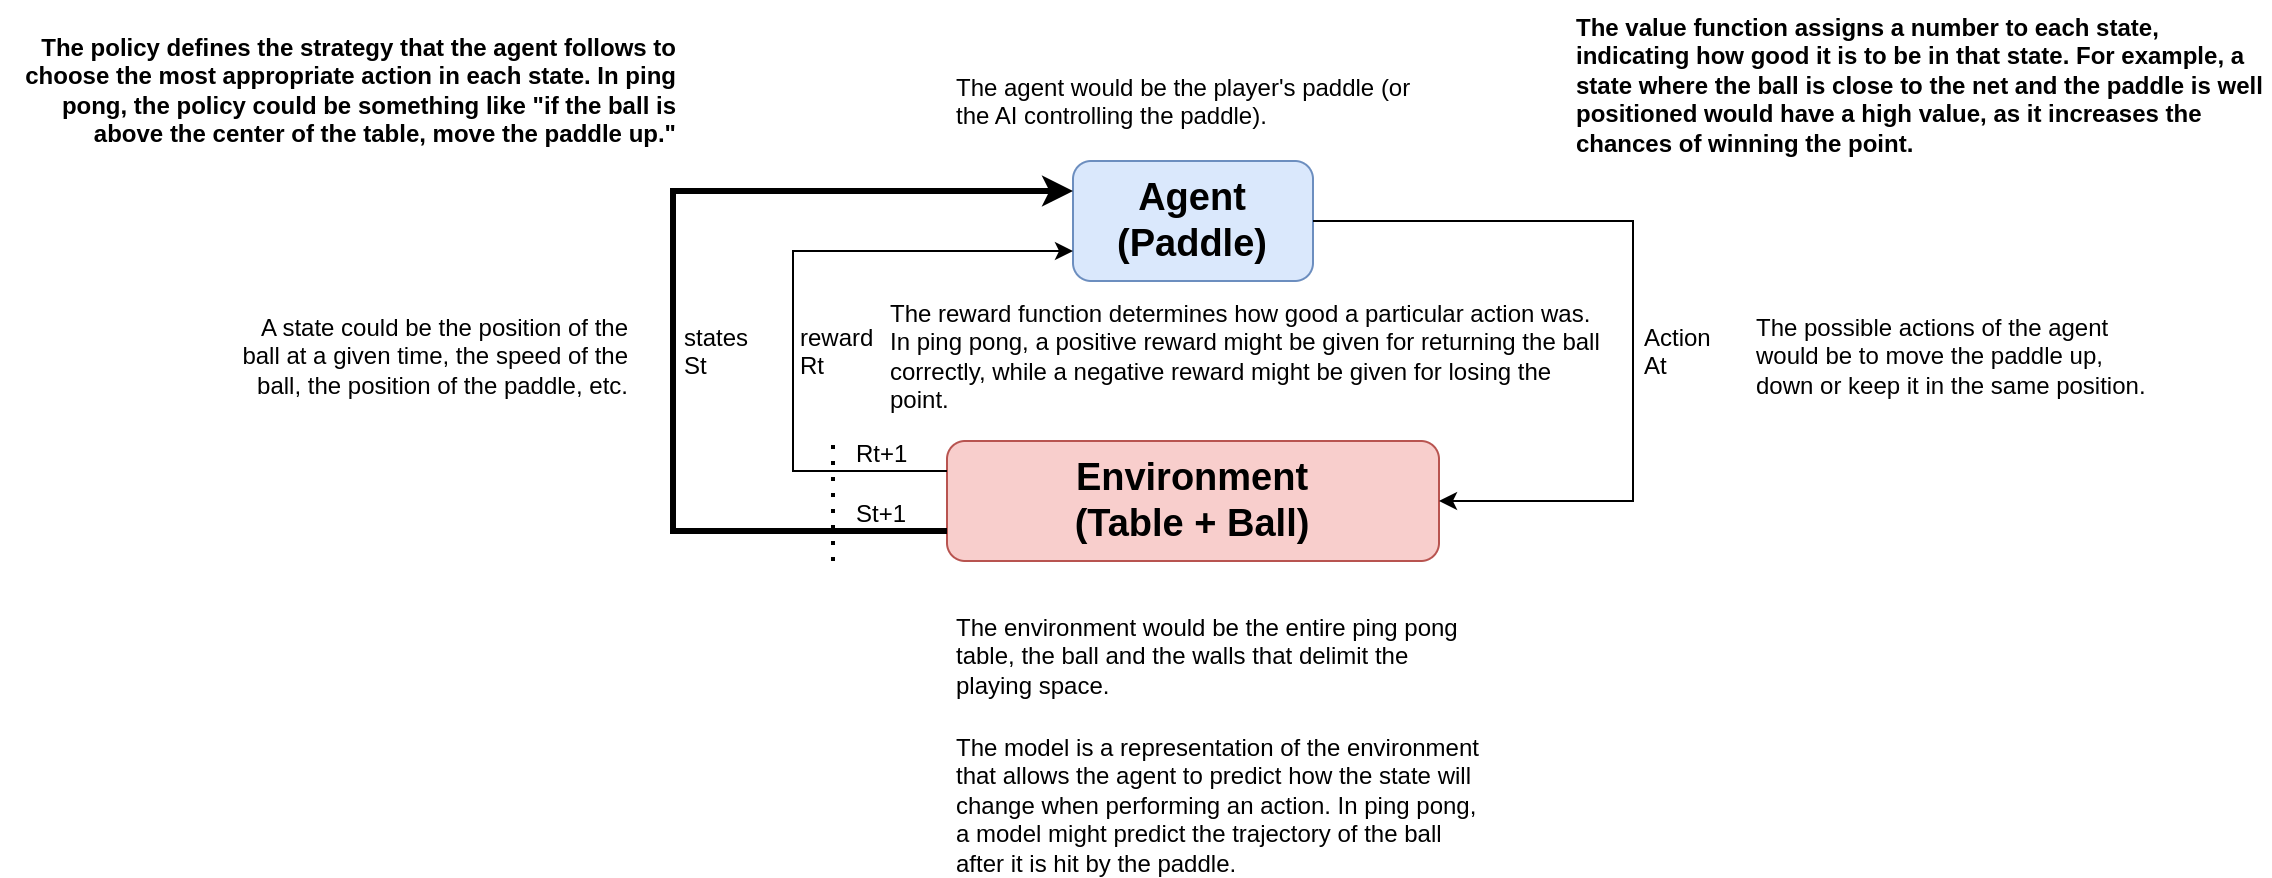 The policy defines the strategy that the agent follows to
choose the most appropriate action in each state. In ping
pong, the policy could be something like "if the ball is
above the center of the table, move the paddle up."
The agent would be the player's paddle (or
the AI controlling the paddle).
The value function assigns a number to each state,
indicating how good it is to be in that state. For example, a
state where the ball is close to the net and the paddle is well
positioned would have a high value, as it increases the
chances of winning the point.
Agent
(Paddle)
A state could be the position of the
ball at a given time, the speed of the
ball, the position of the paddle, etc.
states
St
reward
Rt
The reward function determines how good a particular action was.
In ping pong, a positive reward might be given for returning the ball
correctly, while a negative reward might be given for losing the
point.
Action
At
The possible actions of the agent
would be to move the paddle up,
down or keep it in the same position.
Rt+1
St+1
Environment
(Table + Ball)
The environment would be the entire ping pong
table, the ball and the walls that delimit the
playing space.
The model is a representation of the environment
that allows the agent to predict how the state will
change when performing an action. In ping pong,
a model might predict the trajectory of the ball
after it is hit by the paddle.